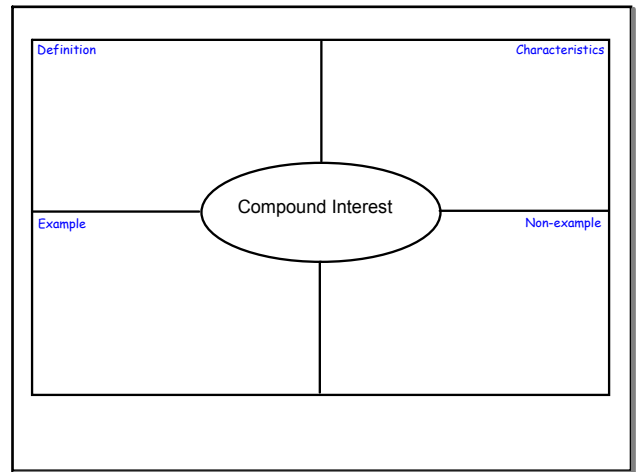 Definition
Characteristics
Compound Interest
Example
Non-example